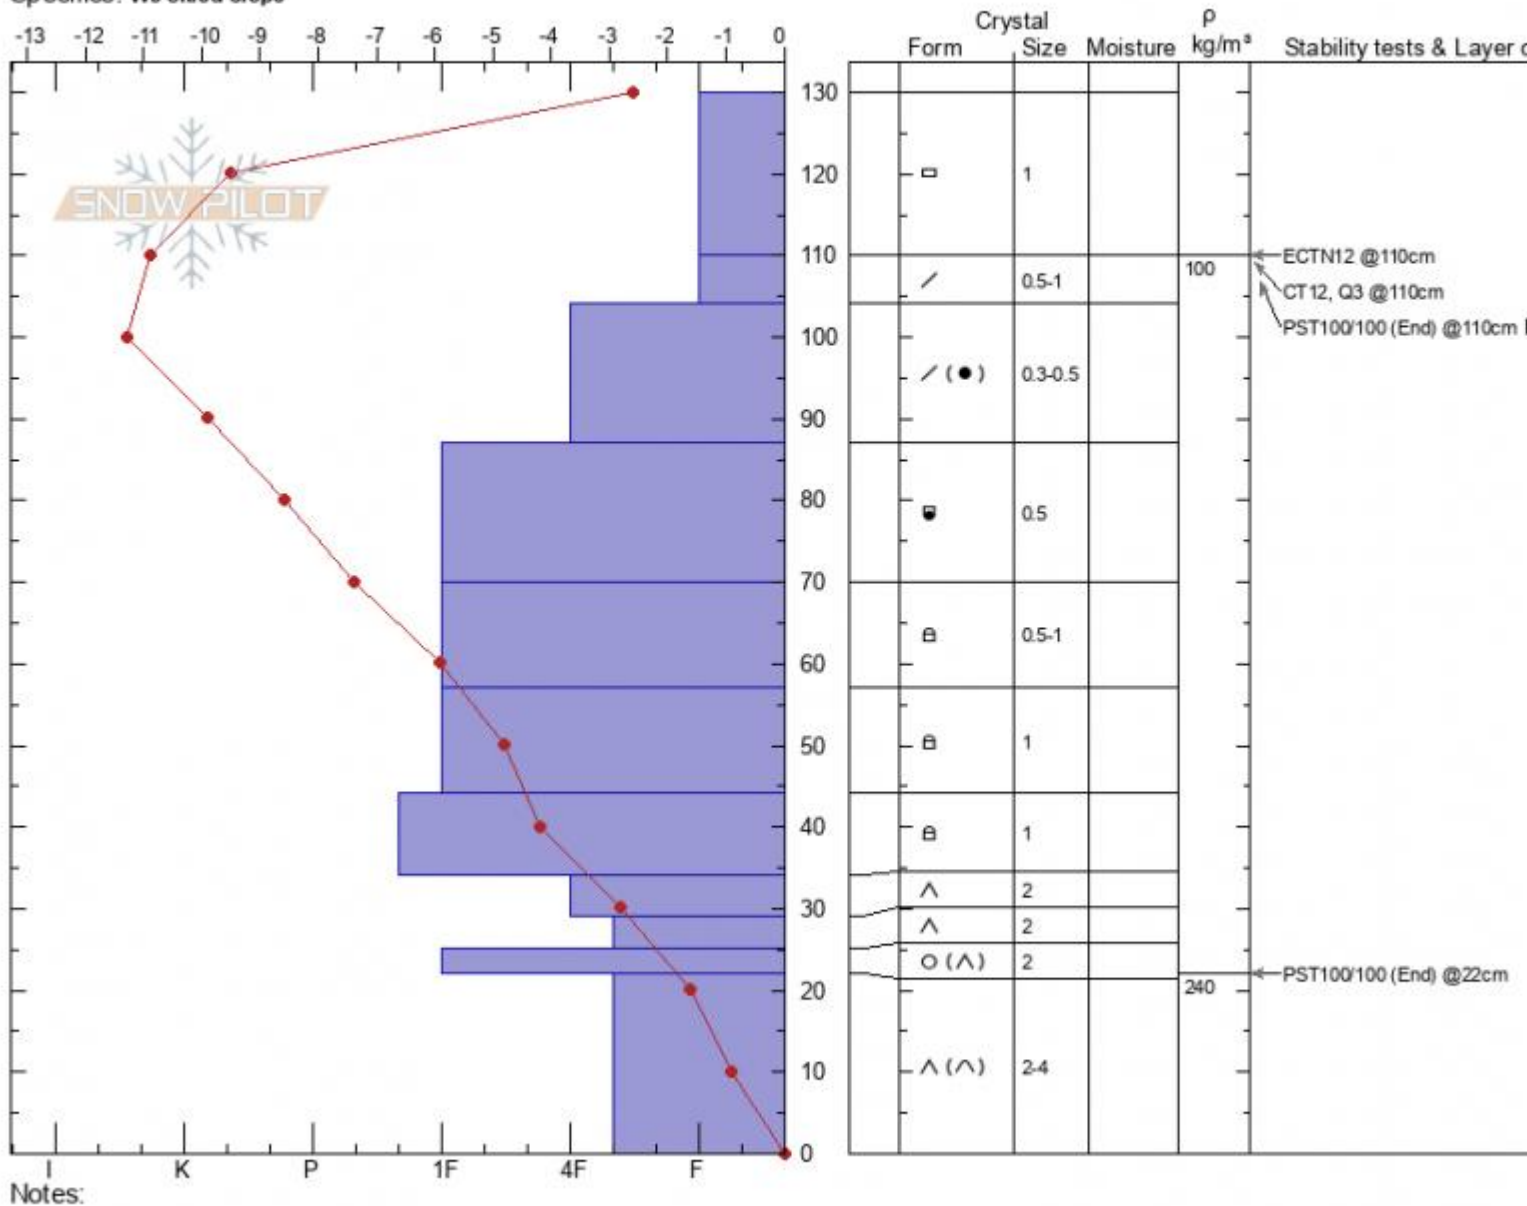 -13 -12 -11 -10 -9 -8 -7 -6 -5 -4 -3 -2 -1 0
Crystal
Form Size Moisture
ρ
kg/m³
Stability tests & Layer
130
120
110
100
90
80
70
60
50
40
30
20
10
0
SNOW PILOT
1
0.5-1
0.3-0.5
0.5
0.5-1
1
1
2
2
2
2-4
100
240
ECTN12 @110cm
CT12, Q3 @110cm
PST100/100 (End) @110cm
PST100/100 (End) @22cm
I K P 1F 4F F
Notes: